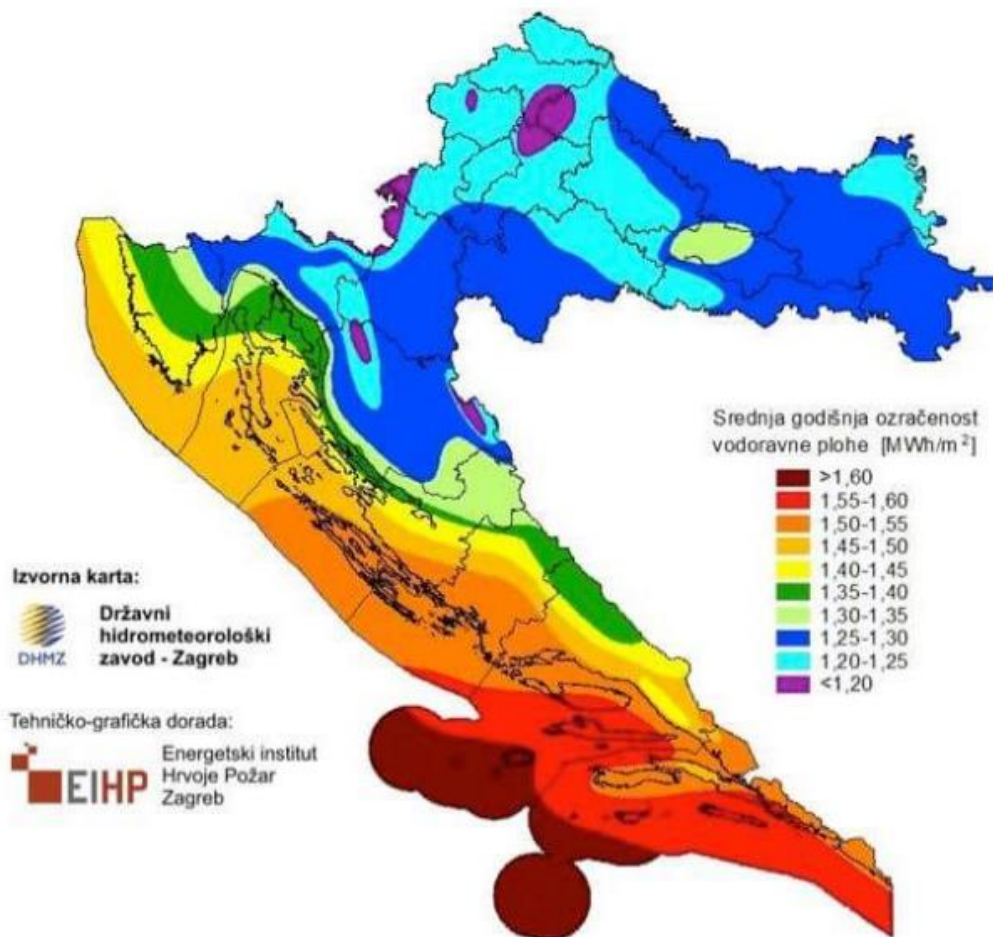 Srednja godišnja ozračenost
vodoravne plohe [MWh/m²]
>1,60
1,55-1,60
1,50-1,55
1,45-1,50
1,40-1,45
1,35-1,40
1,30-1,35
1,25-1,30
1,20-1,25
<1,20
Izvorna karta:
DHMZ
Državni
hidrometeorološki
zavod - Zagreb
Tehničko-grafička dorada:
EIHP
Energetski institut
Hrvoje Požar
Zagreb